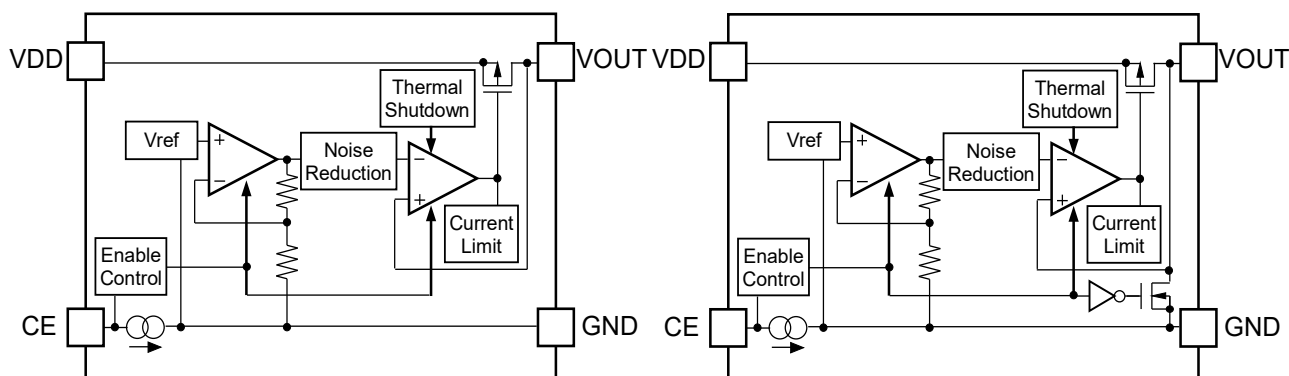 VDD
VOUT
Thermal
Shutdown
Vref
+
−
Noise
Reduction
−
+
Current
Limit
Enable
Control
CE
GND
VDD
VOUT
Thermal
Shutdown
Vref
+
−
Noise
Reduction
−
+
Current
Limit
Enable
Control
CE
GND